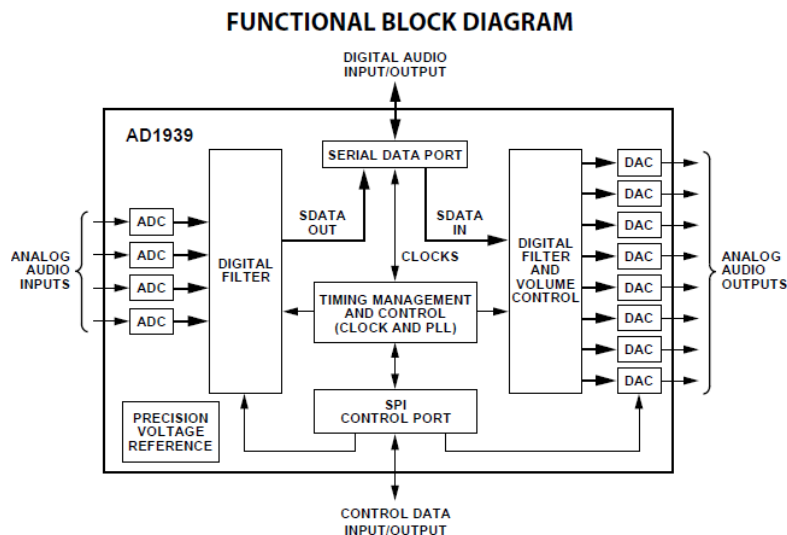 FUNCTIONAL BLOCK DIAGRAM
DIGITAL AUDIO
INPUT/OUTPUT
AD1939
SERIAL DATA PORT
ADC
ADC
ADC
ADC
ANALOG
AUDIO
INPUTS
DIGITAL
FILTER
SDATA
OUT
SDATA
IN
CLOCKS
TIMING MANAGEMENT
AND CONTROL
(CLOCK AND PLL)
DIGITAL
FILTER
AND
VOLUME
CONTROL
DAC
DAC
DAC
DAC
DAC
DAC
DAC
DAC
ANALOG
AUDIO
OUTPUTS
SPI
CONTROL PORT
PRECISION
VOLTAGE
REFERENCE
CONTROL DATA
INPUT/OUTPUT